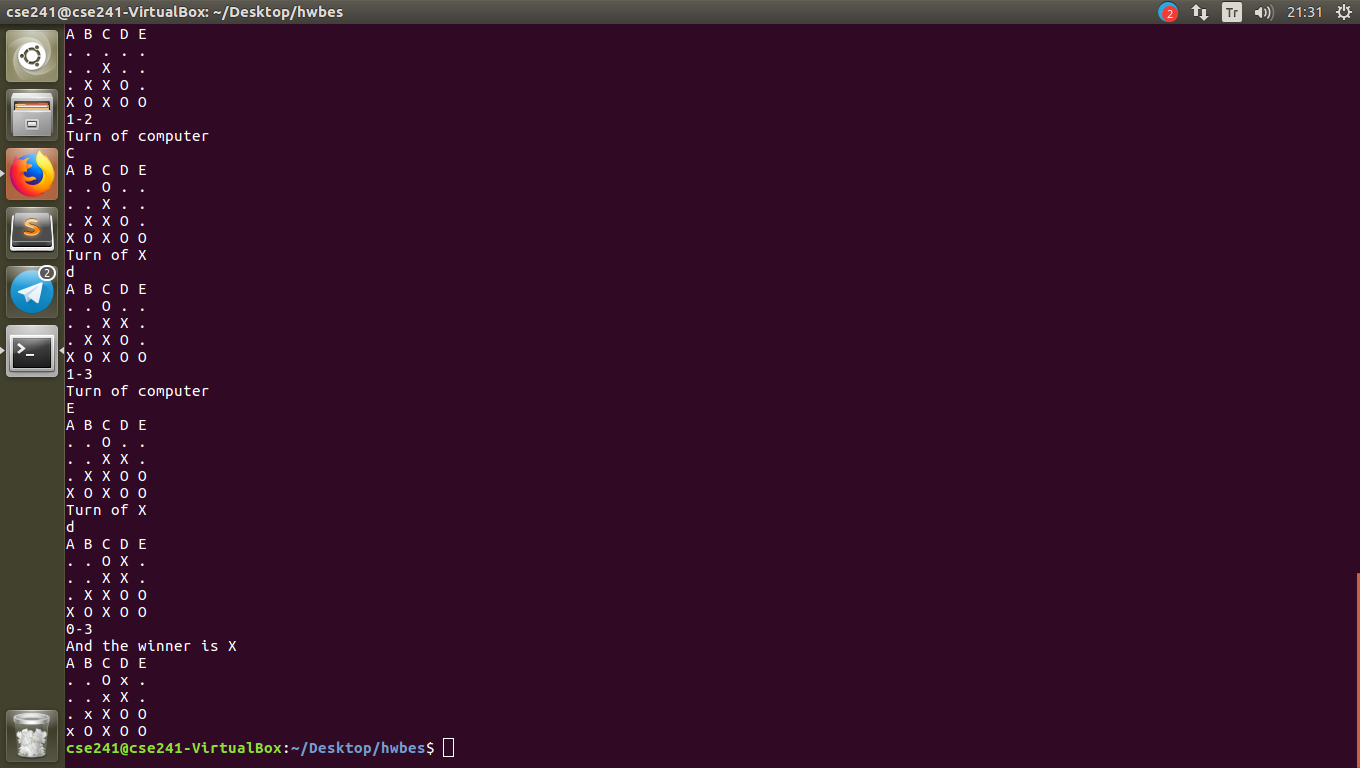 cse241@cse241-VirtualBox: ~/Desktop/hwbes
2 Tr 21:31
A B C D E
. . . . .
. . X . .
. X X O .
X O X O O
1-2
Turn of computer
C
A B C D E
. . O . .
. . X . .
. X X O .
X O X O O
Turn of X
d
A B C D E
. . O . .
. . X X .
. X X O .
X O X O O
1-3
Turn of computer
E
A B C D E
. . O . .
. . X X .
. X X O O
X O X O O
Turn of X
d
A B C D E
. . O X .
. . X X .
. X X O O
X O X O O
0-3
And the winner is X
A B C D E
. . O x .
. . x X .
. x X O O
x O X O O
cse241@cse241-VirtualBox:~/Desktop/hwbes$
S
2
>_